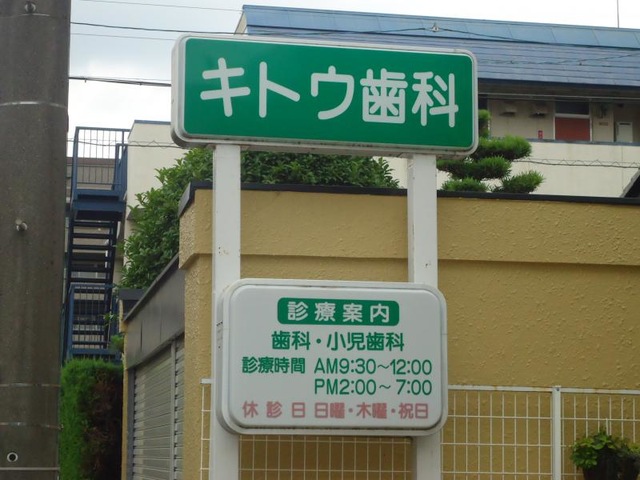 キトウ歯科
診療案内
歯科・小児歯科
診療時間 AM9:30～12:00
PM2:00～7:00
休診日 日曜・木曜・祝日